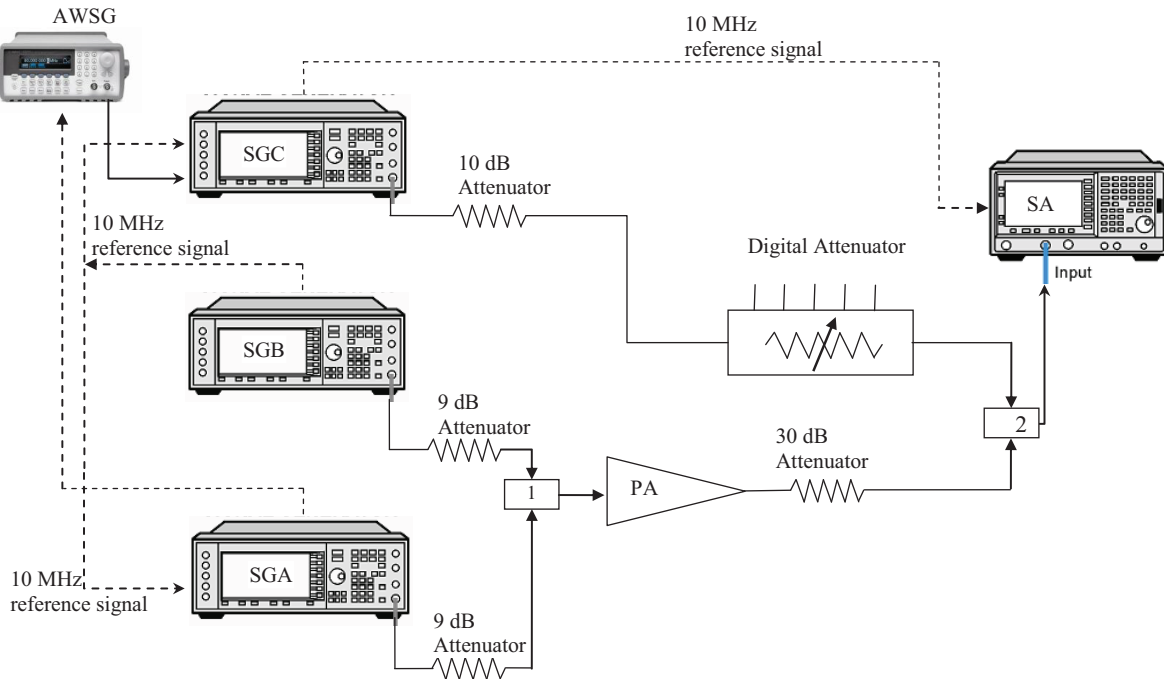 AWSG
10 MHz
reference signal
SGC
10 dB
Attenuator
SA
Input
10 MHz
reference signal
Digital Attenuator
SGB
9 dB
Attenuator
2
30 dB
Attenuator
PA
1
SGA
10 MHz
reference signal
9 dB
Attenuator